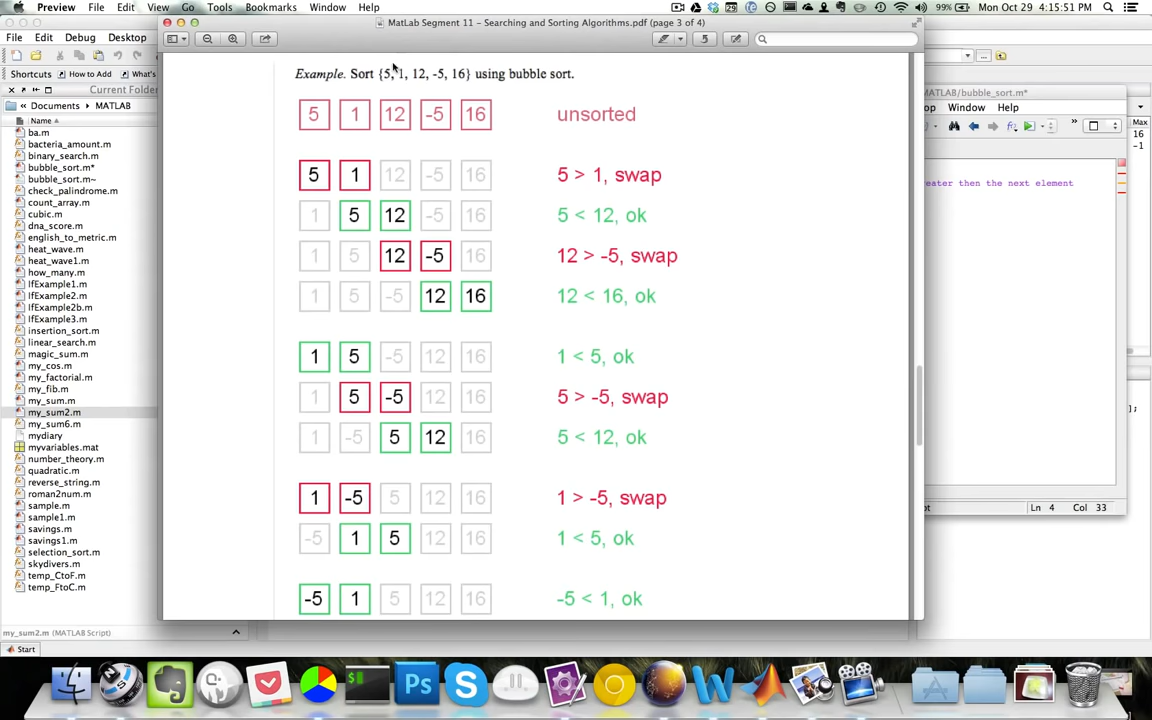 Preview File Edit View Go Tools Bookmarks Window Help
99% Mon Oct 29 4:15:51 PM
MatLab Segment 11 – Searching and Sorting Algorithms.pdf (page 3 of 4)
File Edit Debug Desktop
Shortcuts How to Add What's
Current Folder
Documents MATLAB
Name
ba.m
bacteria_amount.m
binary_search.m
bubble_sort.m*
bubble_sort.m~
check_palindrome.m
count_array.m
cubic.m
dna_score.m
english_to_metric.m
heat_wave.m
heat_wave1.m
how_many.m
IfExample1.m
IfExample2.m
IfExample2b.m
IfExample3.m
insertion_sort.m
linear_search.m
magic_sum.m
my_cos.m
my_factorial.m
my_fib.m
my_sum.m
my_sum2.m
my_sum6.m
mydiary
myvariables.mat
number_theory.m
quadratic.m
reverse_string.m
roman2num.m
sample.m
sample1.m
savings.m
savings1.m
selection_sort.m
skydivers.m
temp_CtoF.m
temp_FtoC.m
my_sum2.m (MATLAB Script)
Start
Example. Sort {5, 1, 12, -5, 16} using bubble sort.
5 1 12 -5 16 unsorted
5 1 12 -5 16 5 > 1, swap
1 5 12 -5 16 5 < 12, ok
1 5 12 -5 16 12 > -5, swap
1 5 -5 12 16 12 < 16, ok
1 5 -5 12 16 1 < 5, ok
1 5 -5 12 16 5 > -5, swap
1 -5 5 12 16 5 < 12, ok
1 -5 5 12 16 1 > -5, swap
-5 1 5 12 16 1 < 5, ok
-5 1 5 12 16 -5 < 1, ok
MATLAB/bubble_sort.m*
op Window Help
eater then the next element
Ln 4 Col 33
Max
16
-1
];
Ps
S
W